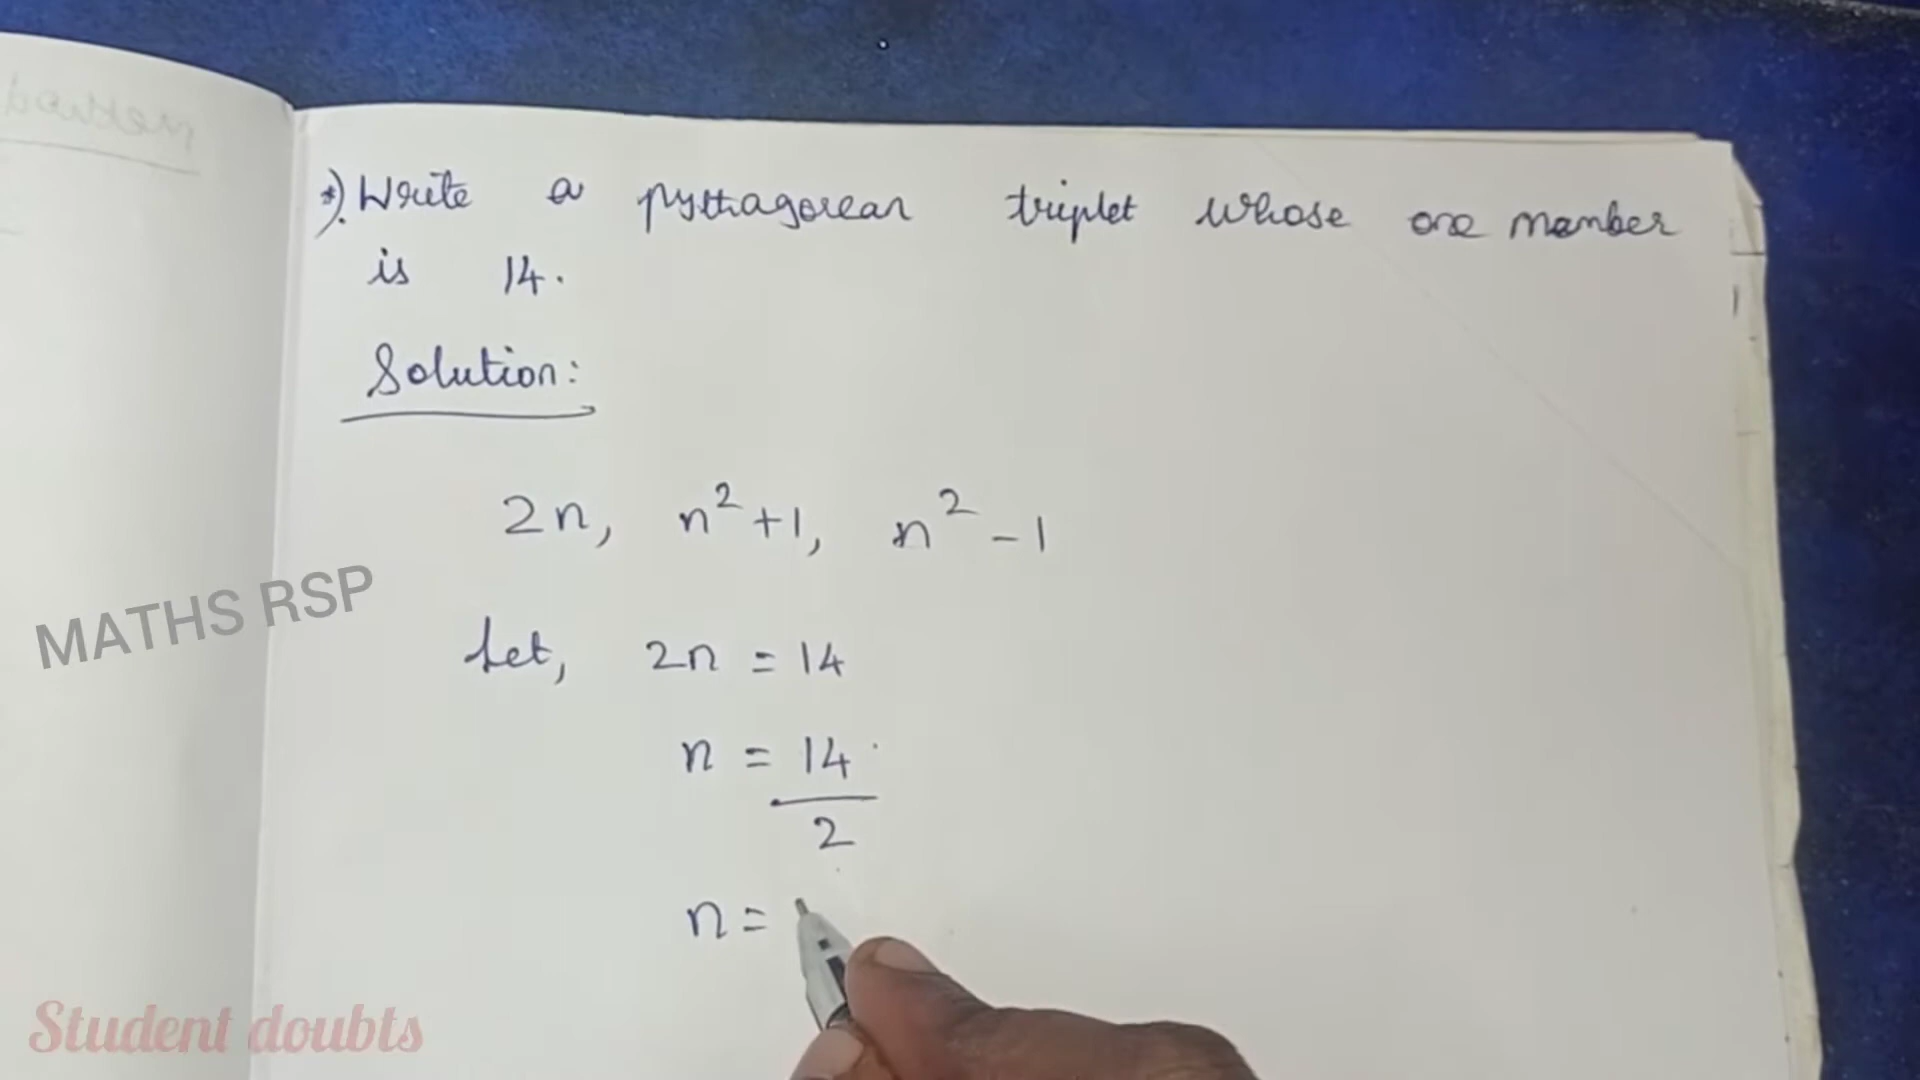 *). Write a pythagorean triplet whose one member
is 14.
Solution:
2n, n²+1, n²-1
Let, 2n = 14
n = 14
2
n =
MATHS RSP
Student doubts